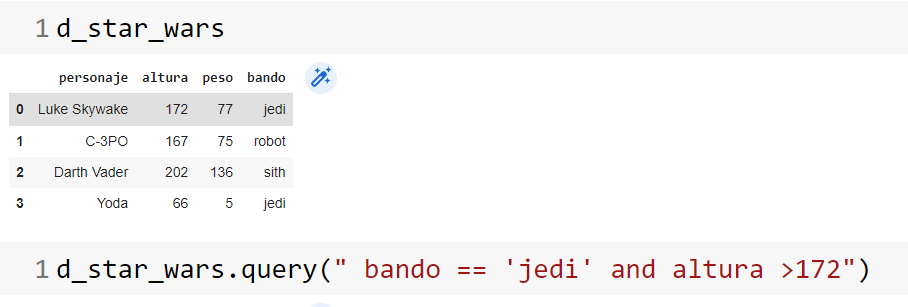 1 d_star_wars
personaje altura peso bando
0 Luke Skywake 172 77 jedi
1 C-3PO 167 75 robot
2 Darth Vader 202 136 sith
3 Yoda 66 5 jedi
1 d_star_wars.query(" bando == 'jedi' and altura >172")